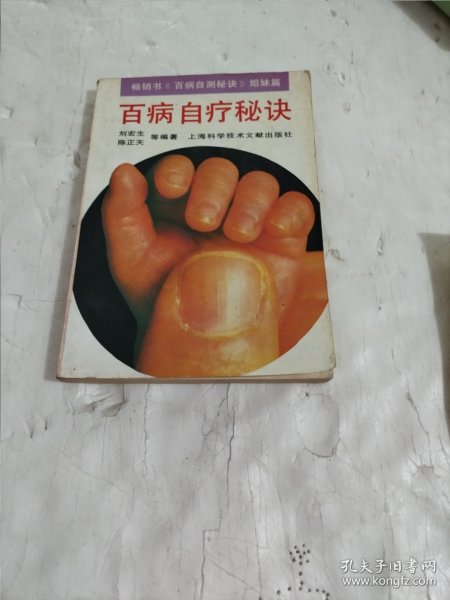 畅销书《百病自测秘诀》姐妹篇
百病自疗秘诀
刘宏生
陈正天
等编著 上海科学技术文献出版社
孔夫子旧书网
www.kongfz.com